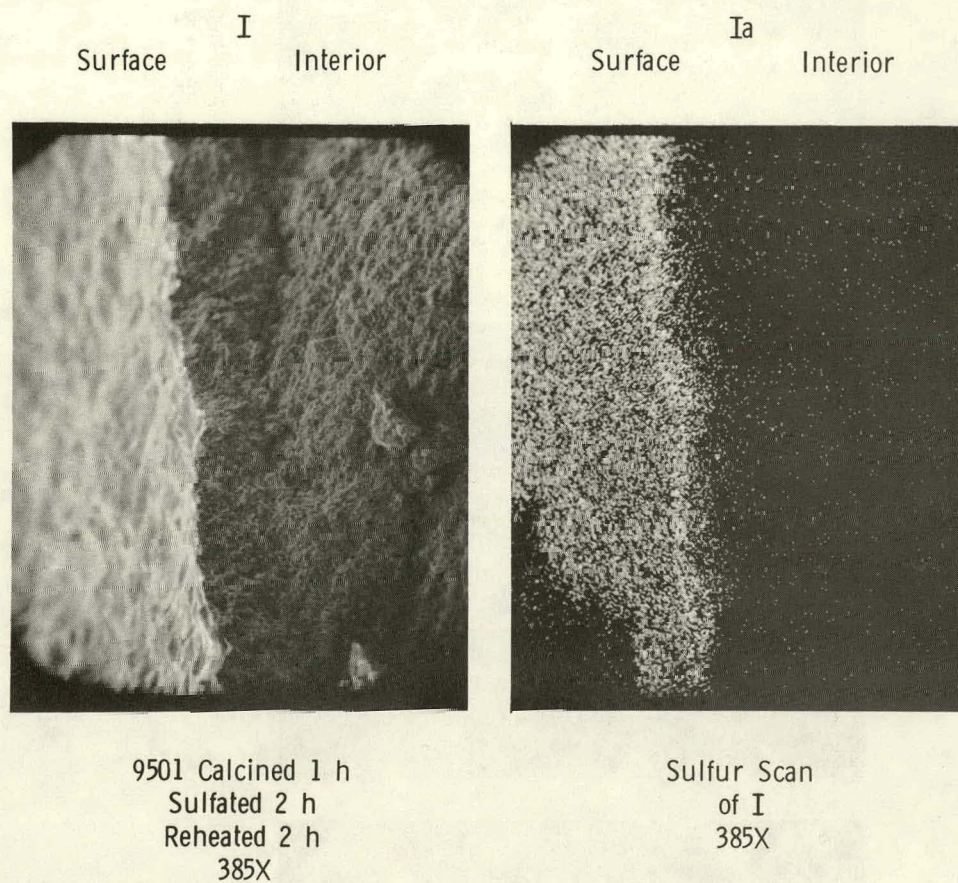 I
Surface Interior
Ia
Surface Interior
9501 Calcined 1 h
Sulfated 2 h
Reheated 2 h
385X
Sulfur Scan
of I
385X